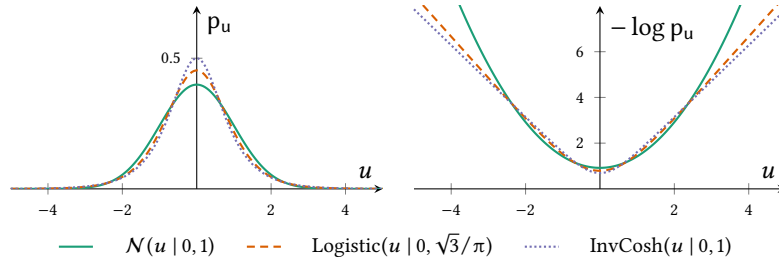 p_u
− log p_u
0.5
8
6
4
2
u
u
−4 −2 2 4
−4 −2 2 4
𝒩(u | 0, 1) Logistic(u | 0, √3/π) InvCosh(u | 0, 1)